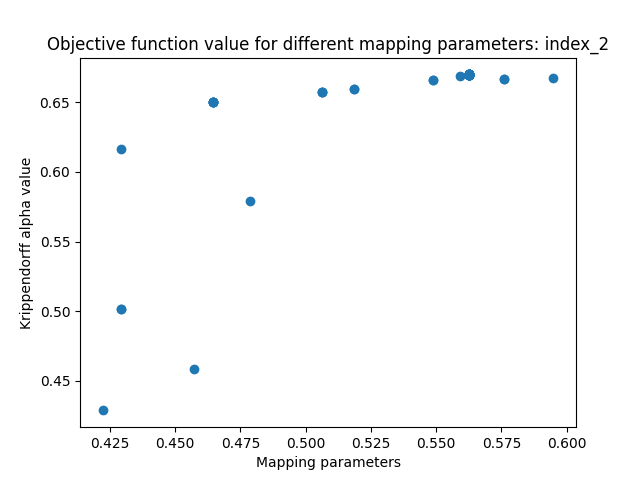 Objective function value for different mapping parameters: index_2
Krippendorff alpha value
0.65
0.60
0.55
0.50
0.45
0.425 0.450 0.475 0.500 0.525 0.550 0.575 0.600
Mapping parameters